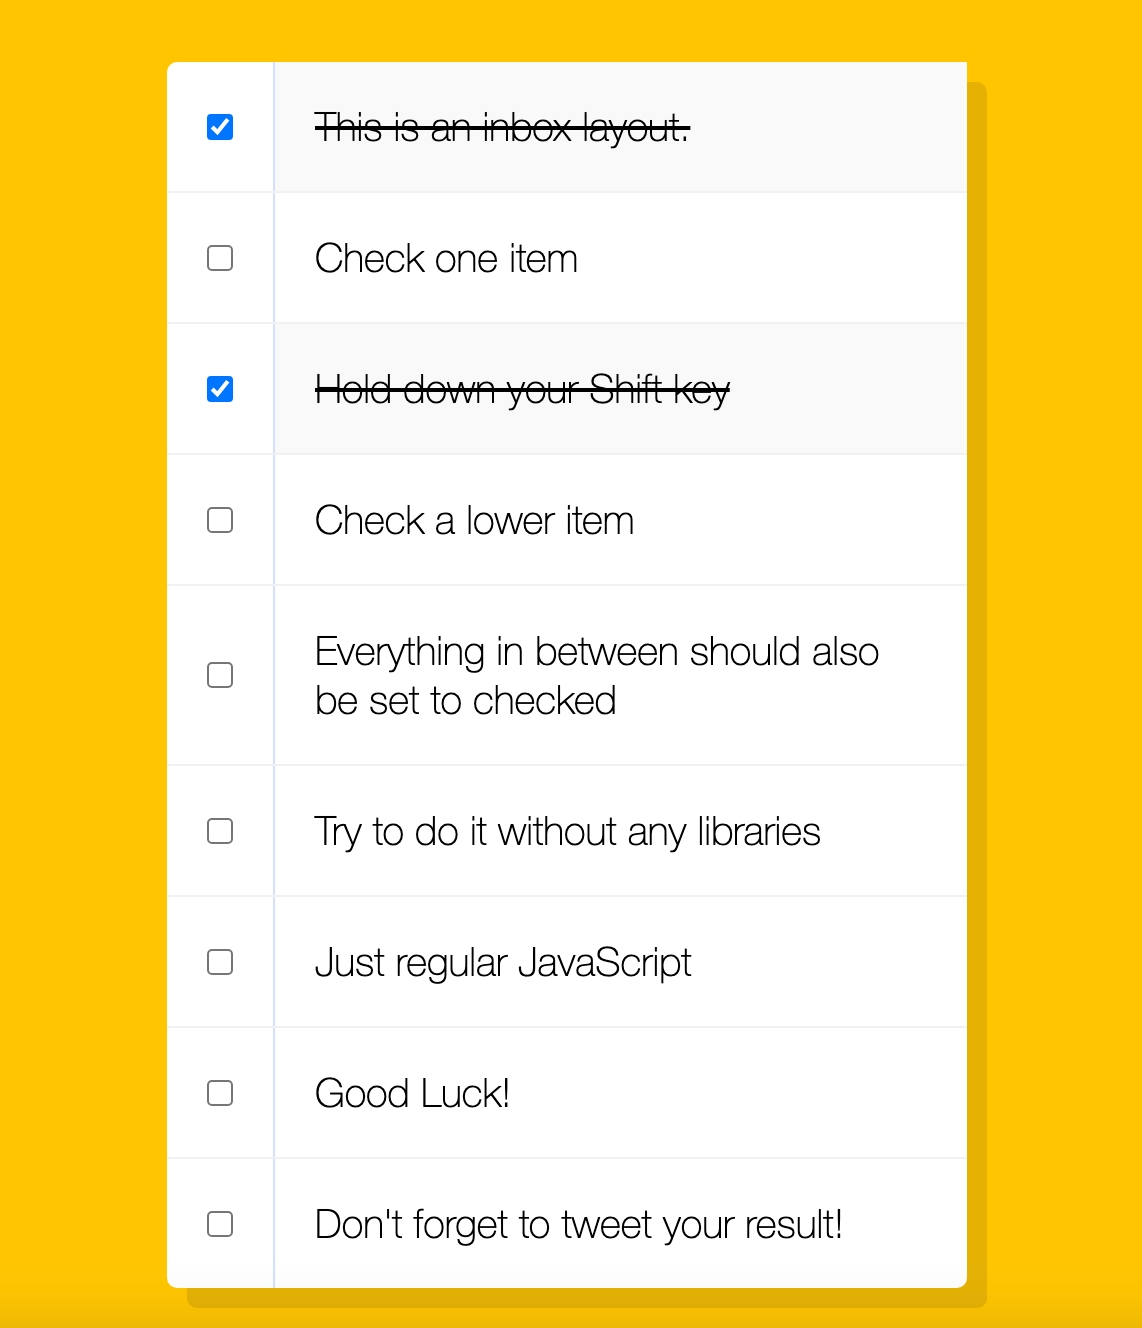 This is an inbox layout.
Check one item
Hold down your Shift key
Check a lower item
Everything in between should also
be set to checked
Try to do it without any libraries
Just regular JavaScript
Good Luck!
Don't forget to tweet your result!